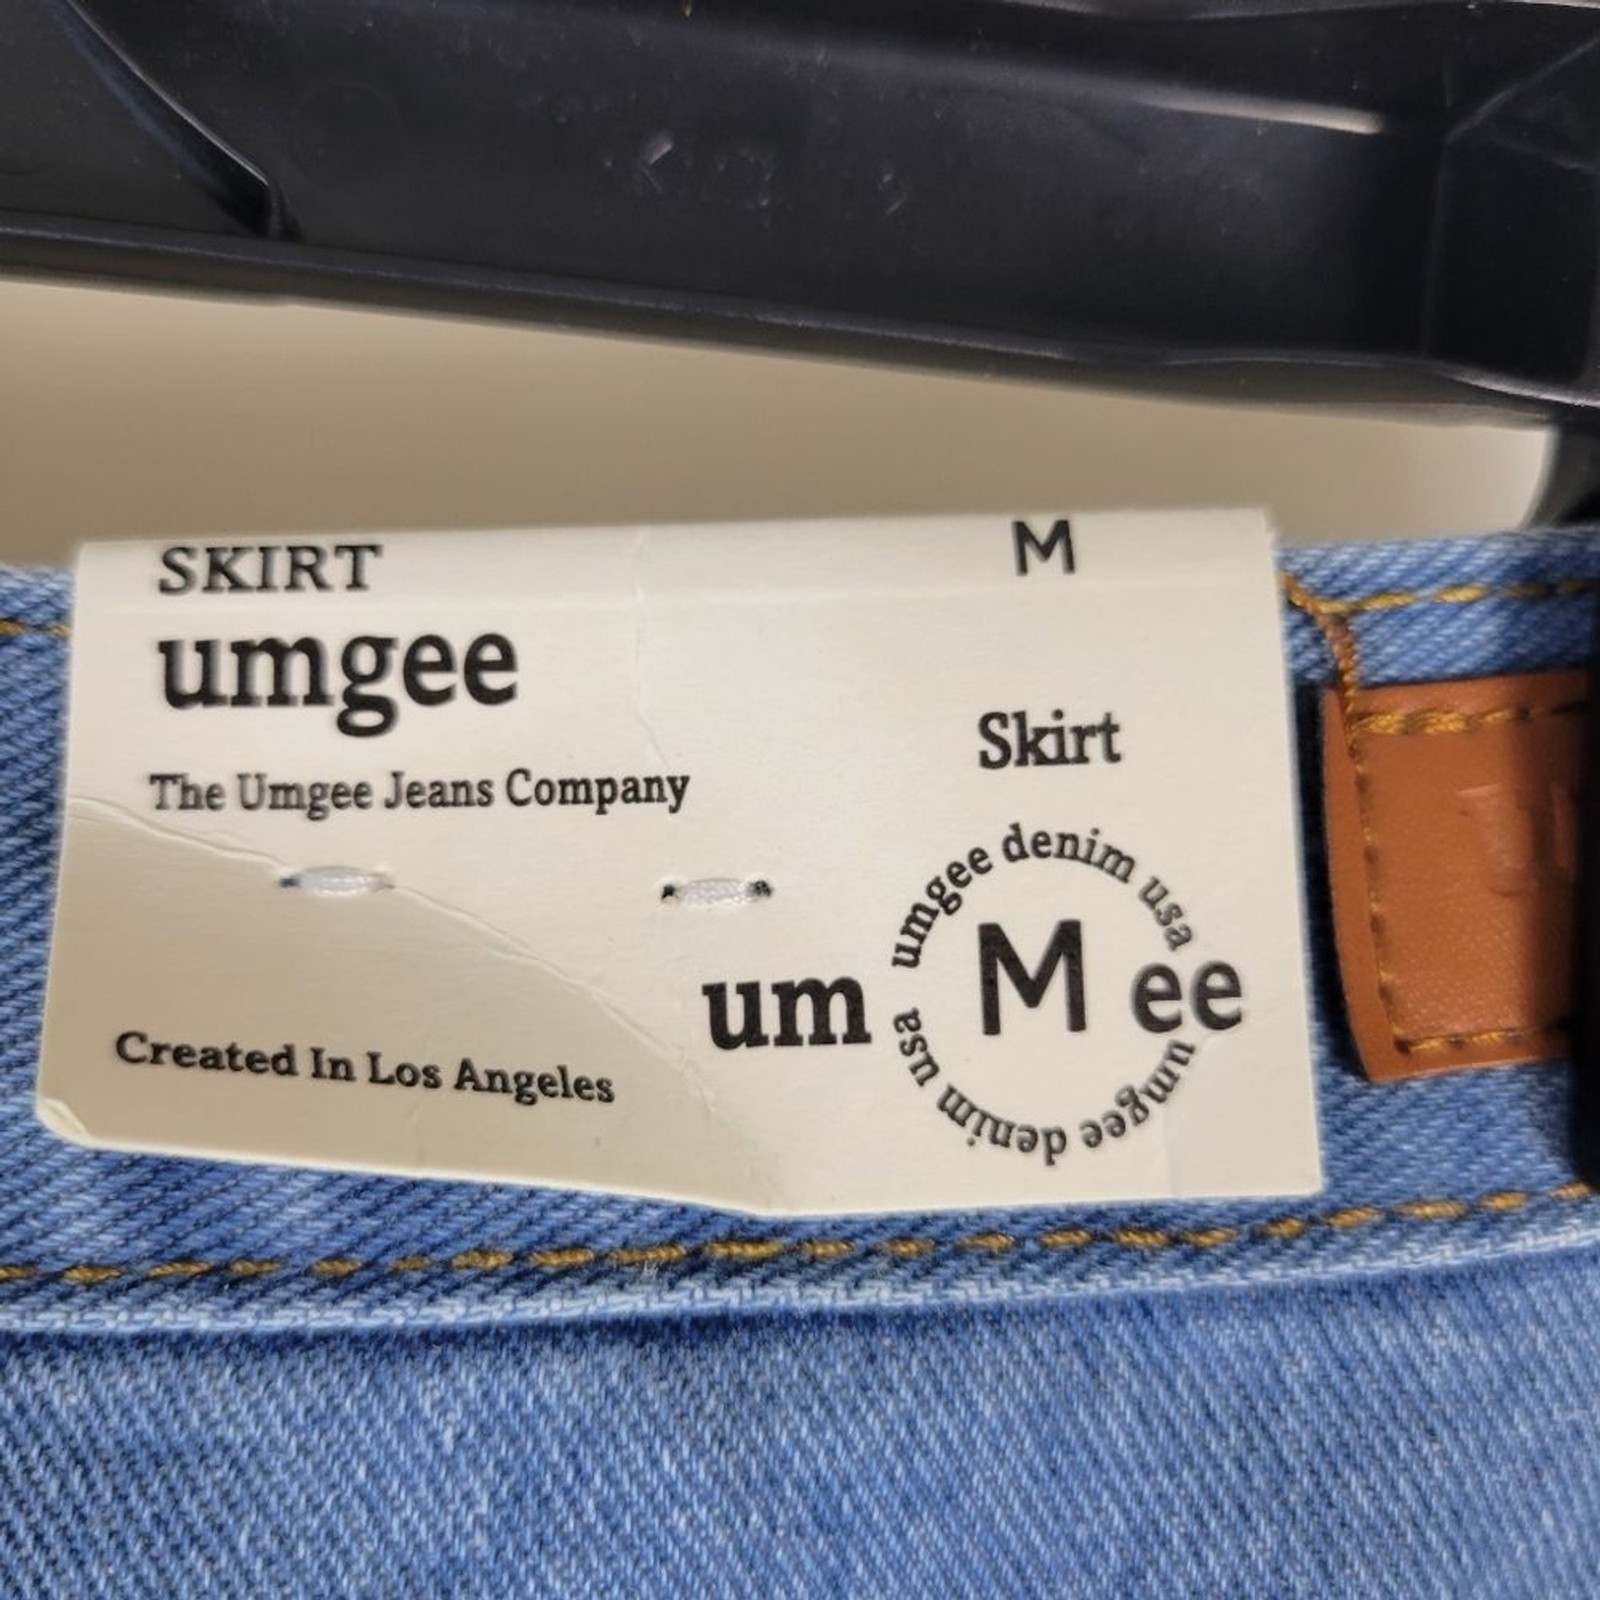 SKIRT M
umgee
The Umgee Jeans Company
Skirt
umgee denim usa
um M ee
umgee denim usa
Created In Los Angeles